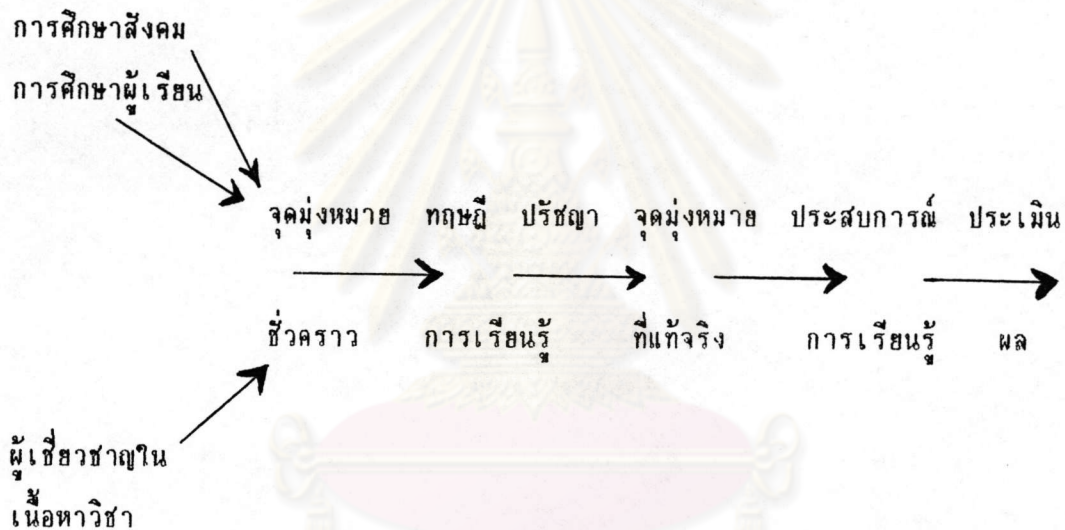 การศึกษาสังคม
การศึกษาผู้เรียน
จุดมุ่งหมาย ทฤษฎี ปรัชญา จุดมุ่งหมาย ประสบการณ์ ประเมิน
ชั่วคราว การเรียนรู้ ที่แท้จริง การเรียนรู้ ผล
ผู้เชี่ยวชาญใน
เนื้อหาวิชา